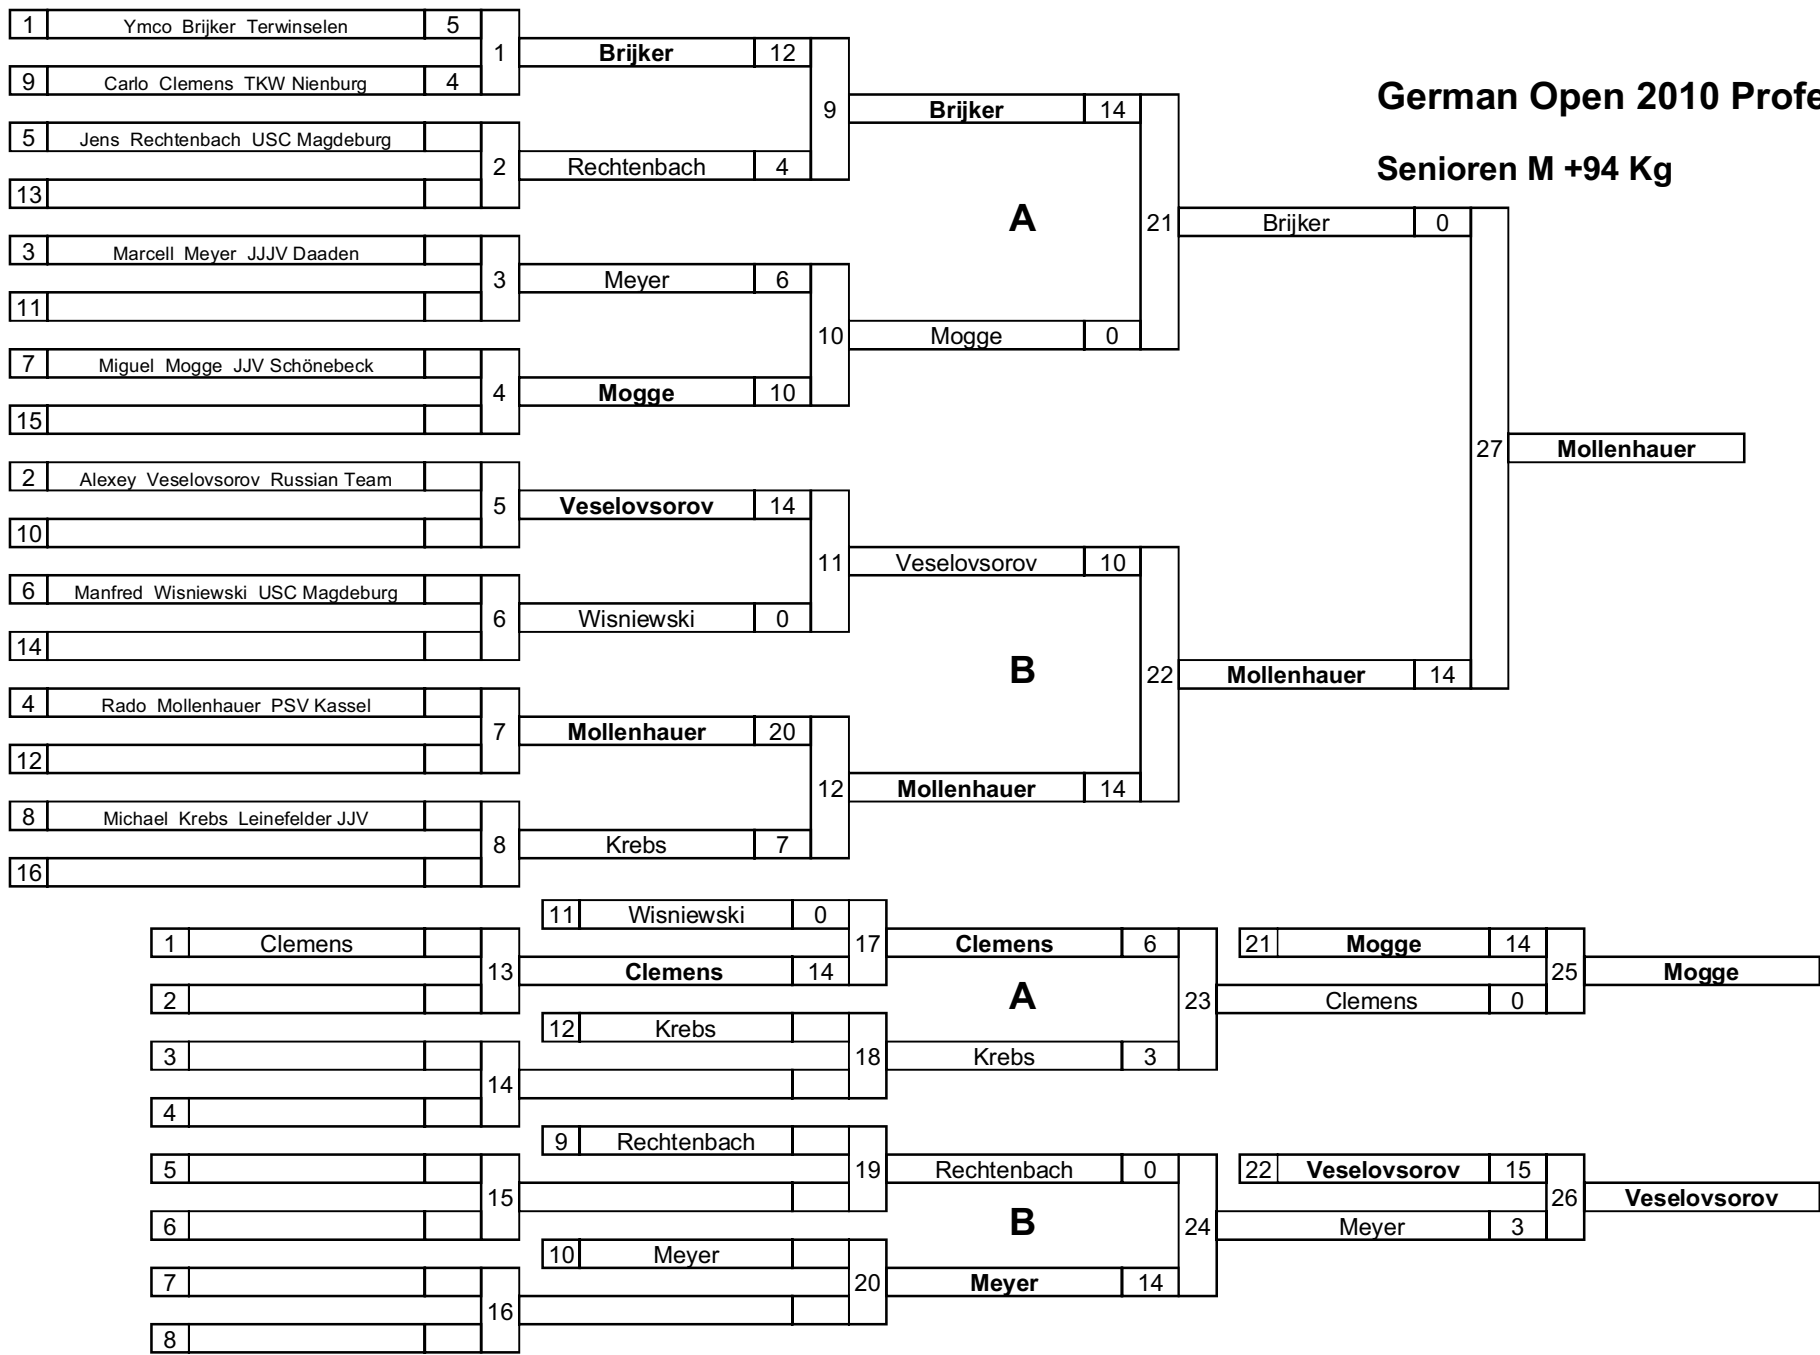 German Open 2010 Profe
Senioren M +94 Kg
1 Ymco Brijker Terwinselen 5
1 Brijker 12
9 Carlo Clemens TKW Nienburg 4
9 Brijker 14
5 Jens Rechtenbach USC Magdeburg
2 Rechtenbach 4
13
A
21 Brijker 0
3 Marcell Meyer JJJV Daaden
3 Meyer 6
11
10 Mogge 0
7 Miguel Mogge JJV Schönebeck
4 Mogge 10
15
27 Mollenhauer
2 Alexey Veselovsorov Russian Team
5 Veselovsorov 14
10
11 Veselovsorov 10
6 Manfred Wisniewski USC Magdeburg
6 Wisniewski 0
14
B
22 Mollenhauer 14
4 Rado Mollenhauer PSV Kassel
7 Mollenhauer 20
12
12 Mollenhauer 14
8 Michael Krebs Leinefelder JJV
8 Krebs 7
16
11 Wisniewski 0
1 Clemens
17 Clemens 6
21 Mogge 14
13 Clemens 14
25 Mogge
2
A
23 Clemens 0
12 Krebs
3
18 Krebs 3
14
4
9 Rechtenbach
5
19 Rechtenbach 0
22 Veselovsorov 15
15
26 Veselovsorov
6
B
24 Meyer 3
10 Meyer
7
20 Meyer 14
16
8